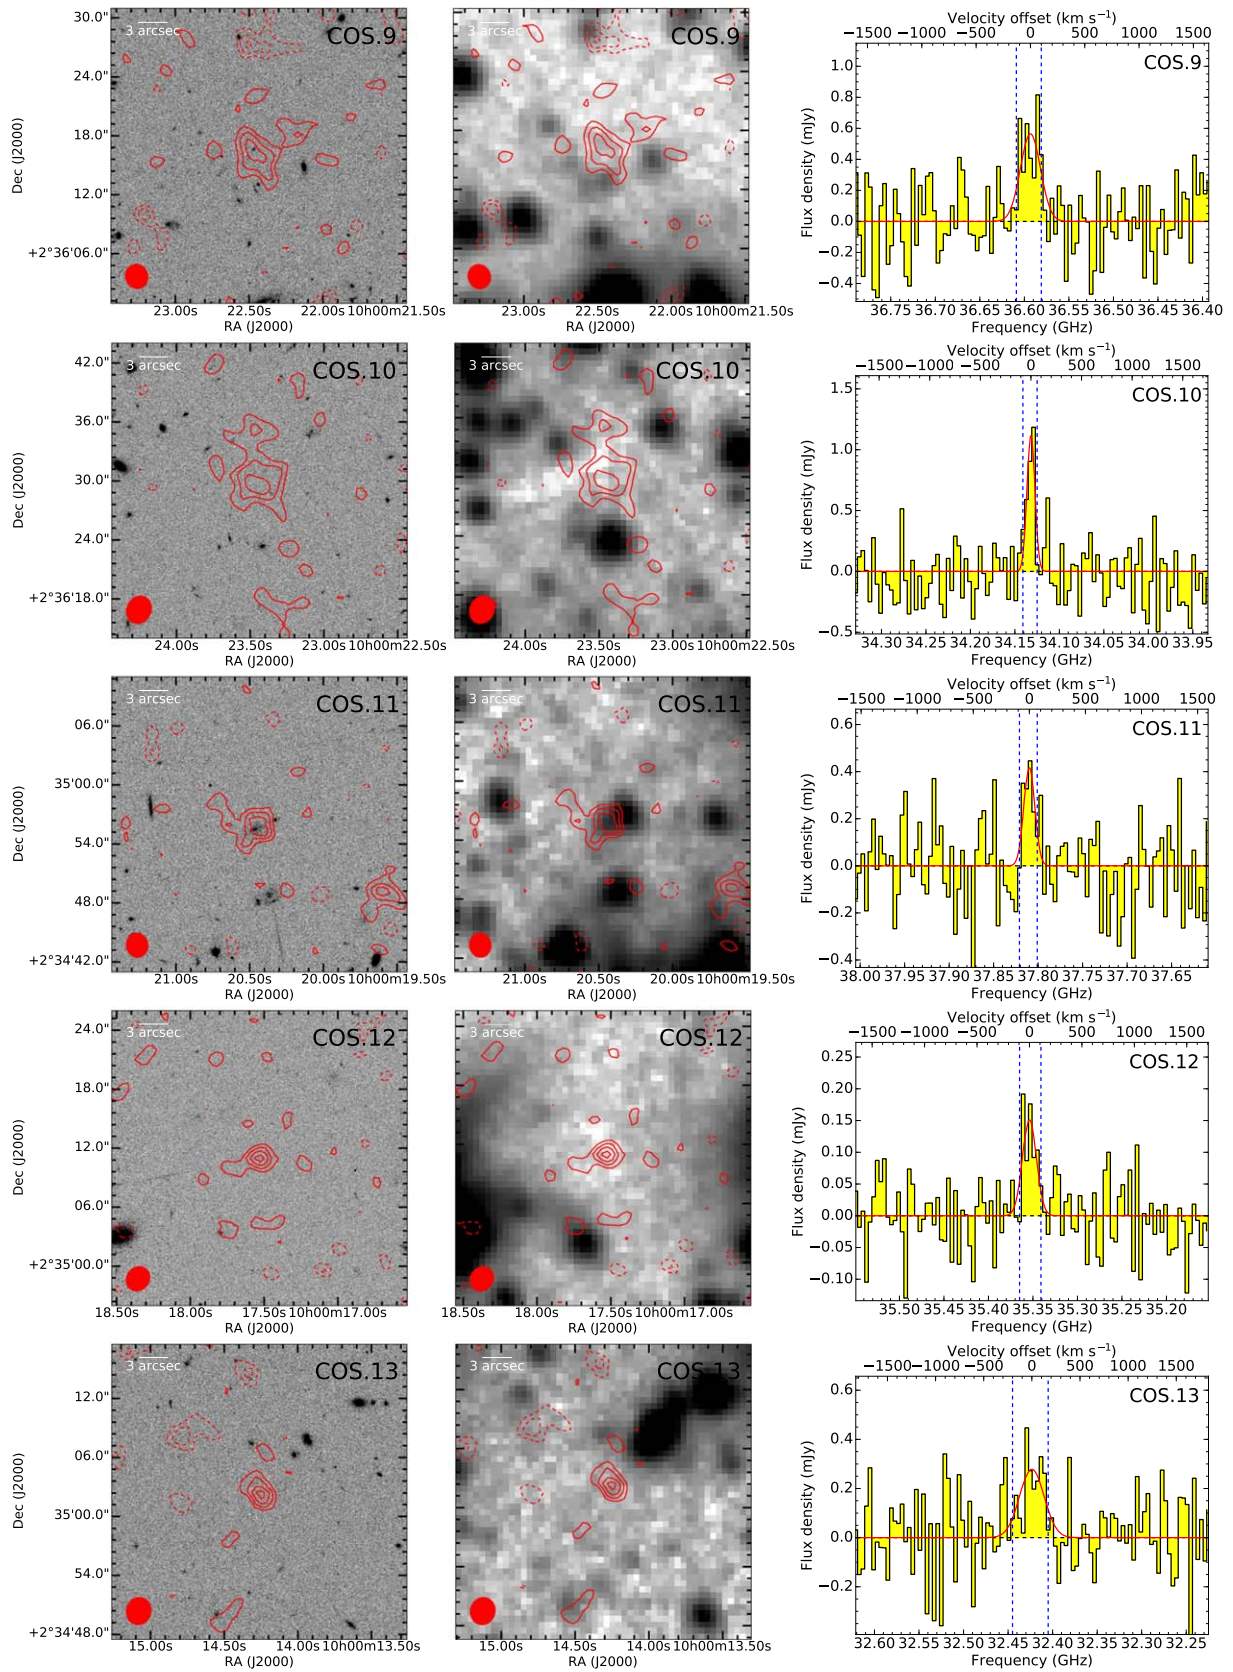 30.0"
24.0"
18.0"
12.0"
+2°36'06.0"
Dec (J2000)
3 arcsec
COS.9
23.00s
22.50s
22.00s
10h00m21.50s
RA (J2000)
3 arcsec
COS.9
23.00s
22.50s
22.00s
10h00m21.50s
RA (J2000)
Velocity offset (km s⁻¹)
−1500 −1000 −500 0 500 1000 1500
COS.9
1.0
0.8
0.6
0.4
0.2
0.0
−0.2
−0.4
Flux density (mJy)
36.75 36.70 36.65 36.60 36.55 36.50 36.45 36.40
Frequency (GHz)
42.0"
36.0"
30.0"
24.0"
+2°36'18.0"
Dec (J2000)
3 arcsec
COS.10
24.00s
23.50s
23.00s
10h00m22.50s
RA (J2000)
3 arcsec
COS.10
24.00s
23.50s
23.00s
10h00m22.50s
RA (J2000)
Velocity offset (km s⁻¹)
−1500 −1000 −500 0 500 1000 1500
COS.10
1.5
1.0
0.5
0.0
−0.5
Flux density (mJy)
34.30 34.25 34.20 34.15 34.10 34.05 34.00 33.95
Frequency (GHz)
06.0"
35'00.0"
54.0"
48.0"
+2°34'42.0"
Dec (J2000)
3 arcsec
COS.11
21.00s
20.50s
20.00s
10h00m19.50s
RA (J2000)
3 arcsec
COS.11
21.00s
20.50s
20.00s
10h00m19.50s
RA (J2000)
Velocity offset (km s⁻¹)
−1500 −1000 −500 0 500 1000 1500
COS.11
0.6
0.4
0.2
0.0
−0.2
−0.4
Flux density (mJy)
38.00 37.95 37.90 37.85 37.80 37.75 37.70 37.65
Frequency (GHz)
24.0"
18.0"
12.0"
06.0"
+2°35'00.0"
Dec (J2000)
3 arcsec
COS.12
18.50s
18.00s
17.50s
10h00m17.00s
RA (J2000)
3 arcsec
COS.12
18.50s
18.00s
17.50s
10h00m17.00s
RA (J2000)
Velocity offset (km s⁻¹)
−1500 −1000 −500 0 500 1000 1500
COS.12
0.25
0.20
0.15
0.10
0.05
0.00
−0.05
−0.10
Flux density (mJy)
35.50 35.45 35.40 35.35 35.30 35.25 35.20
Frequency (GHz)
12.0"
06.0"
35'00.0"
54.0"
+2°34'48.0"
Dec (J2000)
3 arcsec
COS.13
15.00s
14.50s
14.00s
10h00m13.50s
RA (J2000)
3 arcsec
COS.13
15.00s
14.50s
14.00s
10h00m13.50s
RA (J2000)
Velocity offset (km s⁻¹)
−1500 −1000 −500 0 500 1000 1500
COS.13
0.6
0.4
0.2
0.0
−0.2
Flux density (mJy)
32.60 32.55 32.50 32.45 32.40 32.35 32.30 32.25
Frequency (GHz)